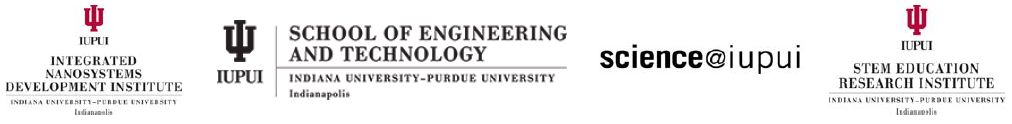 IUPUI
INTEGRATED
NANOSYSTEMS
DEVELOPMENT INSTITUTE
INDIANA UNIVERSITY–PURDUE UNIVERSITY
Indianapolis
IUPUI
SCHOOL OF ENGINEERING
AND TECHNOLOGY
INDIANA UNIVERSITY–PURDUE UNIVERSITY
Indianapolis
science@iupui
IUPUI
STEM EDUCATION
RESEARCH INSTITUTE
INDIANA UNIVERSITY–PURDUE UNIVERSITY
Indianapolis